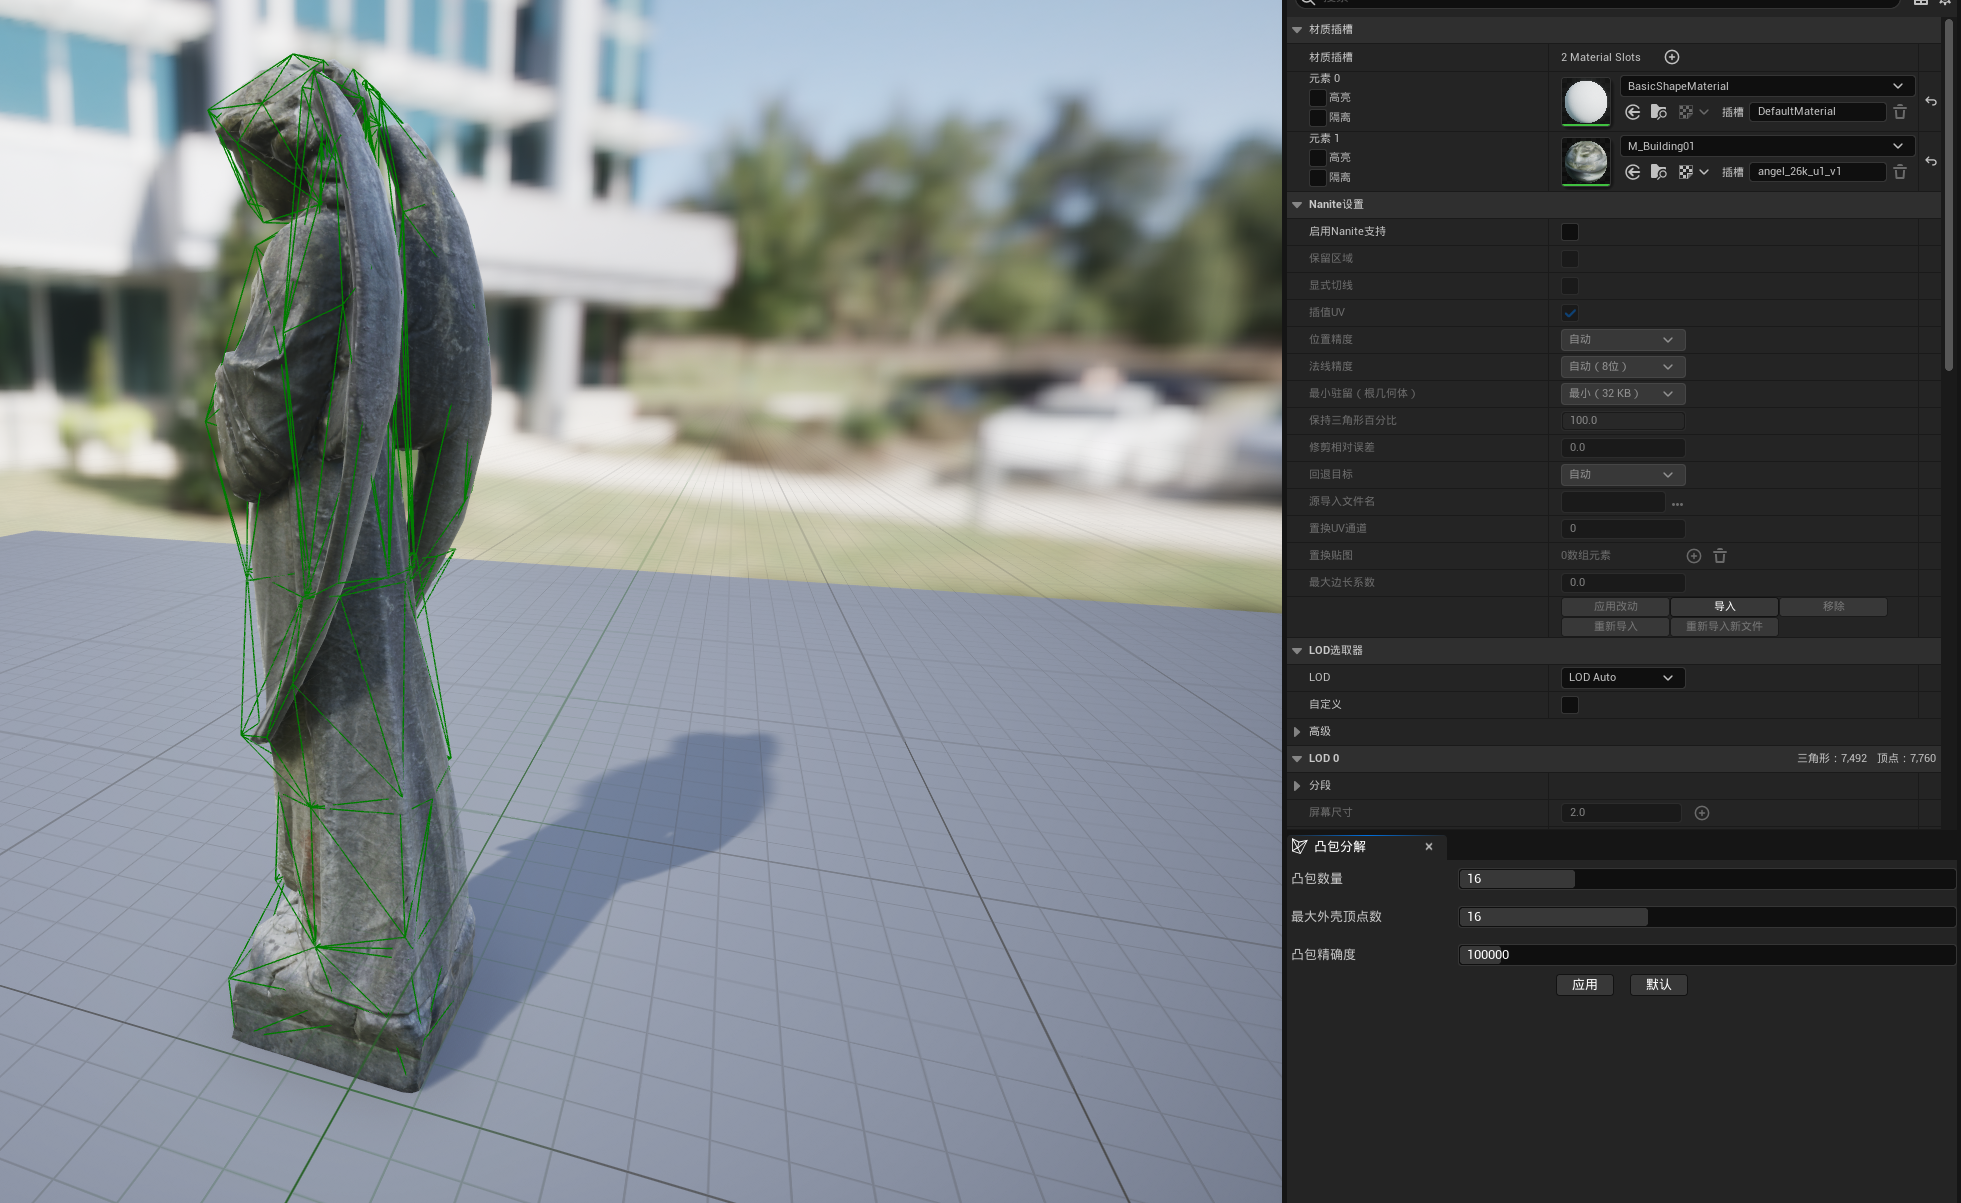 搜索
材质插槽
材质插槽 2 Material Slots
元素 0
高亮
隔离
BasicShapeMaterial
插槽 DefaultMaterial
元素 1
高亮
隔离
M_Building01
插槽 angel_26k_u1_v1
Nanite设置
启用Nanite支持
保留区域
显式切线
插值UV
位置精度 自动
法线精度 自动（8位）
最小驻留（根几何体） 最小（32 KB）
保持三角形百分比 100.0
修剪相对误差 0.0
回退目标 自动
源导入文件名 ...
置换UV通道 0
置换贴图 0数组元素
最大边长系数 0.0
应用改动 导入 移除
重新导入 重新导入新文件
LOD选取器
LOD LOD Auto
自定义
高级
LOD 0 三角形：7,492 顶点：7,760
分段
屏幕尺寸 2.0
凸包分解
凸包数量 16
最大外壳顶点数 16
凸包精确度 100000
应用 默认